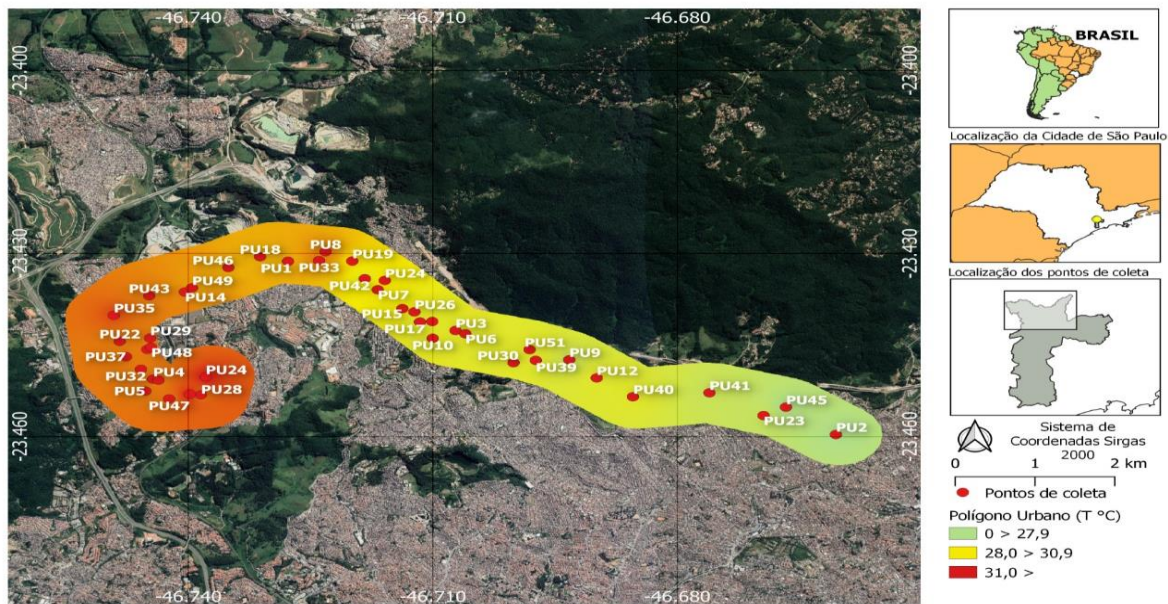 -46.740
-46.710
-46.680
-23.400
-23.400
-23.430
-23.430
-23.460
-23.460
PU8
PU18
PU19
PU46
PU1
PU33
PU24
PU42
PU49
PU7
PU43
PU14
PU26
PU35
PU15
PU29
PU17
PU3
PU22
PU6
PU10
PU51
PU48
PU37
PU9
PU30
PU39
PU24
PU32
PU4
PU12
PU5
PU28
PU40
PU41
PU47
PU45
PU23
PU2
-46.740
-46.710
-46.680
BRASIL
Localização da Cidade de São Paulo
Localização dos pontos de coleta
Sistema de
Coordenadas Sirgas
2000
0 1 2 km
Pontos de coleta
Polígono Urbano (T °C)
0 > 27,9
28,0 > 30,9
31,0 >